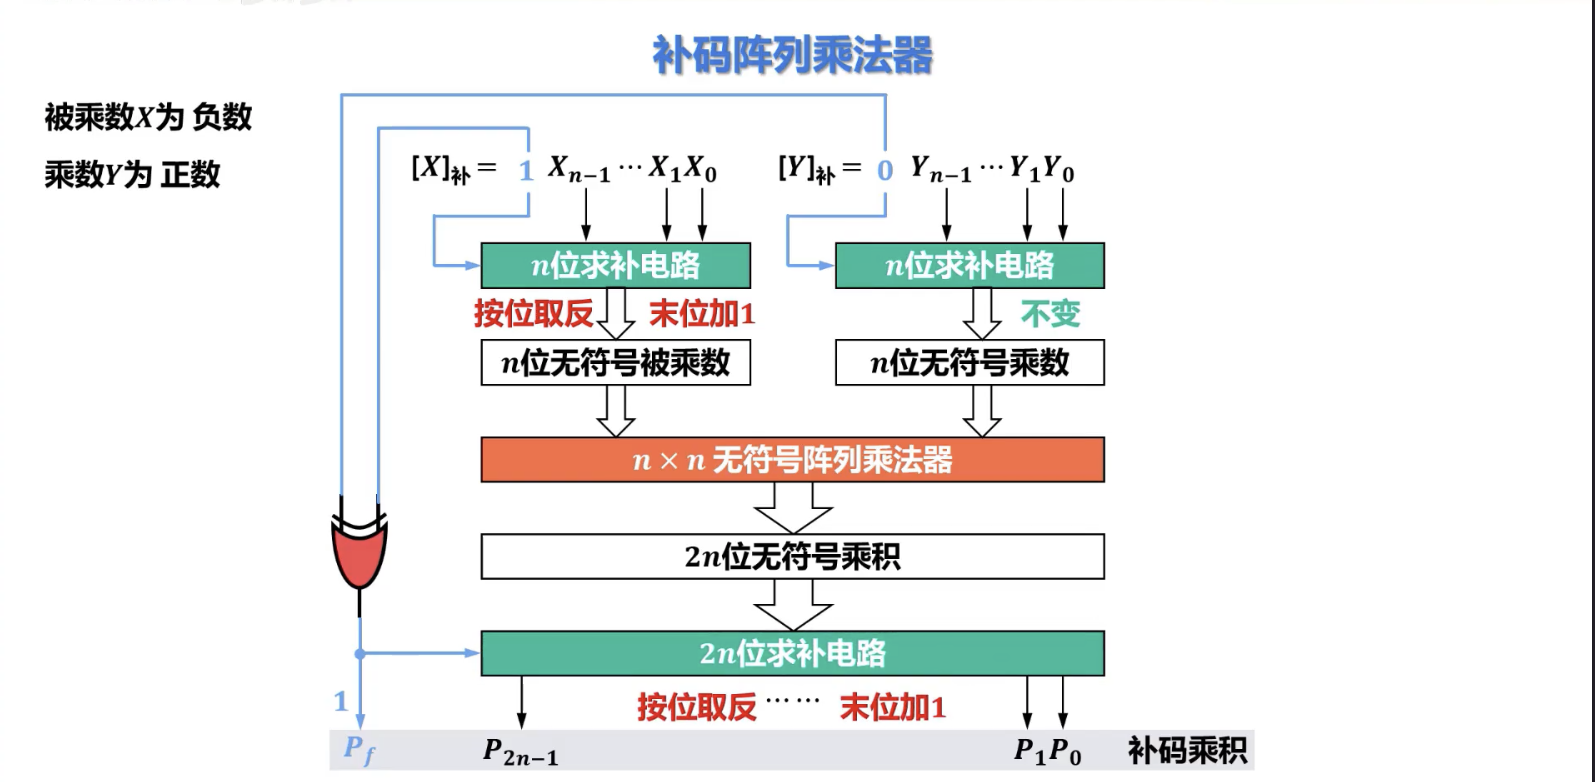 补码阵列乘法器
被乘数X为 负数
乘数Y为 正数
[X]补 = 1 Xₙ₋₁ ⋯ X₁X₀
[Y]补 = 0 Yₙ₋₁ ⋯ Y₁Y₀
n位求补电路
n位求补电路
按位取反 末位加1
不变
n位无符号被乘数
n位无符号乘数
n × n 无符号阵列乘法器
2n位无符号乘积
2n位求补电路
1
按位取反 ⋯⋯ 末位加1
P_f P₂ₙ₋₁ P₁P₀ 补码乘积